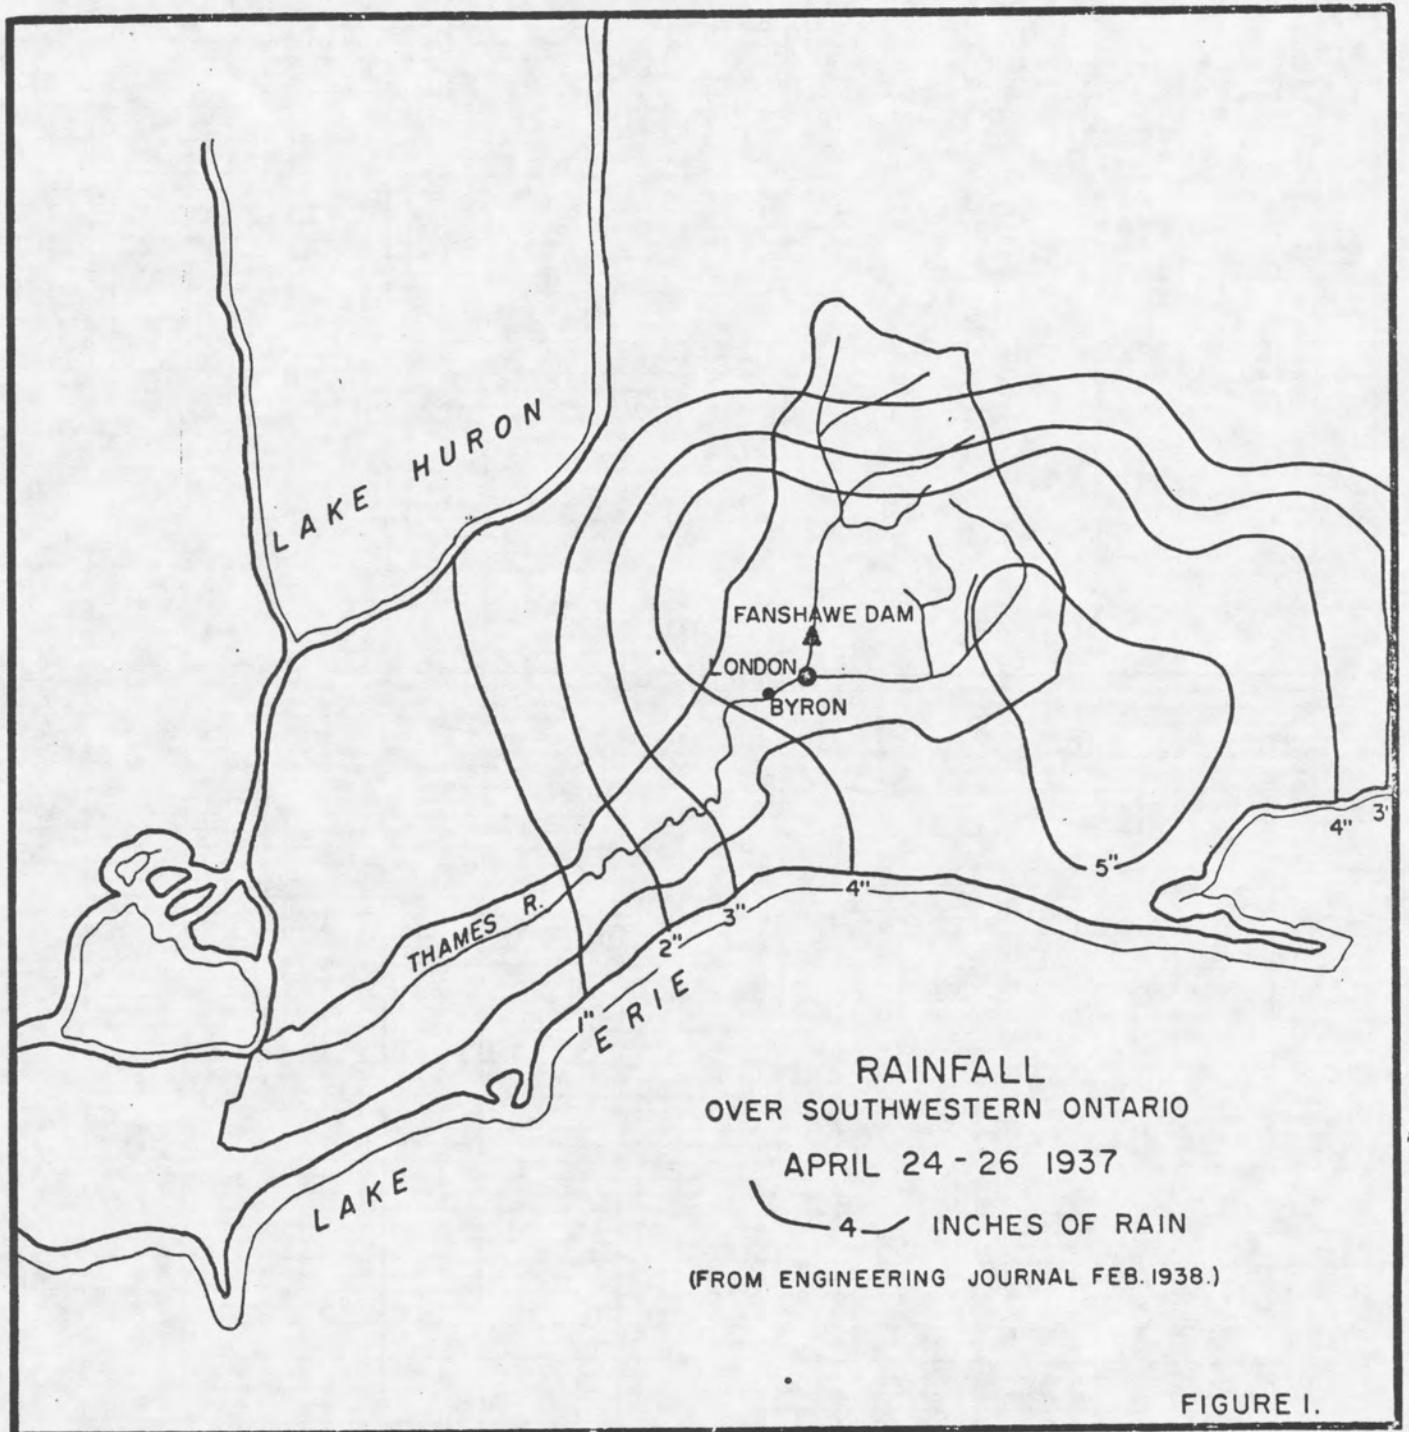 LAKE HURON
FANSHAWE DAM
LONDON
BYRON
THAMES R.
1"
2"
3"
4"
5"
4"
3'
LAKE ERIE
RAINFALL
OVER SOUTHWESTERN ONTARIO
APRIL 24-26 1937
4 INCHES OF RAIN
(FROM ENGINEERING JOURNAL FEB. 1938.)
FIGURE 1.